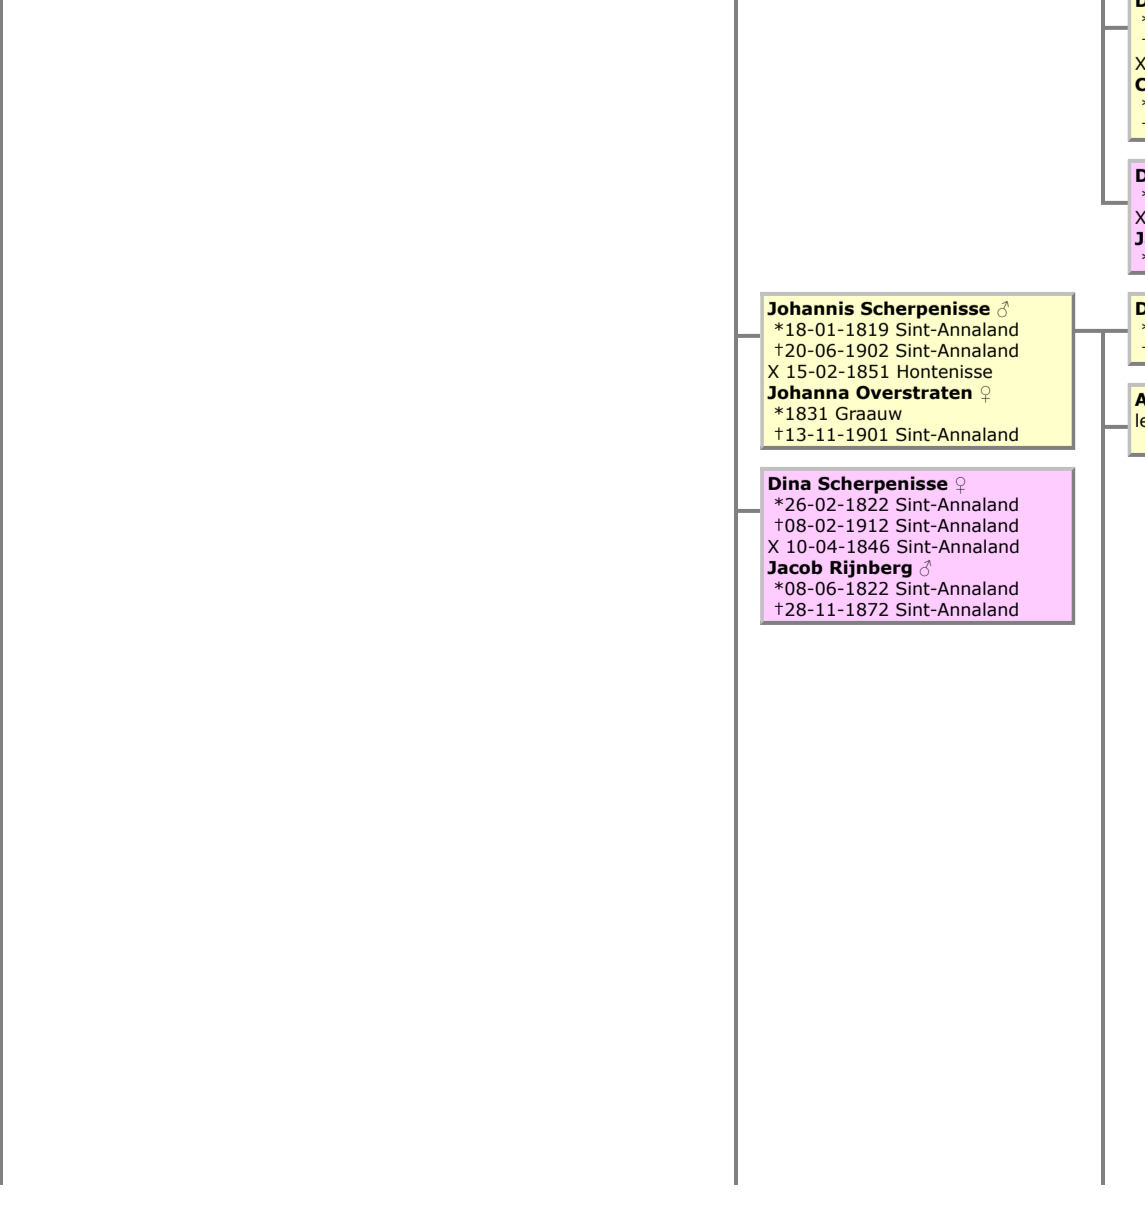 Johannis Scherpenisse ♂
*18-01-1819 Sint-Annaland
†20-06-1902 Sint-Annaland
X 15-02-1851 Hontenisse
Johanna Overstraten ♀
*1831 Graauw
†13-11-1901 Sint-Annaland
Dina Scherpenisse ♀
*26-02-1822 Sint-Annaland
†08-02-1912 Sint-Annaland
X 10-04-1846 Sint-Annaland
Jacob Rijnberg ♂
*08-06-1822 Sint-Annaland
†28-11-1872 Sint-Annaland